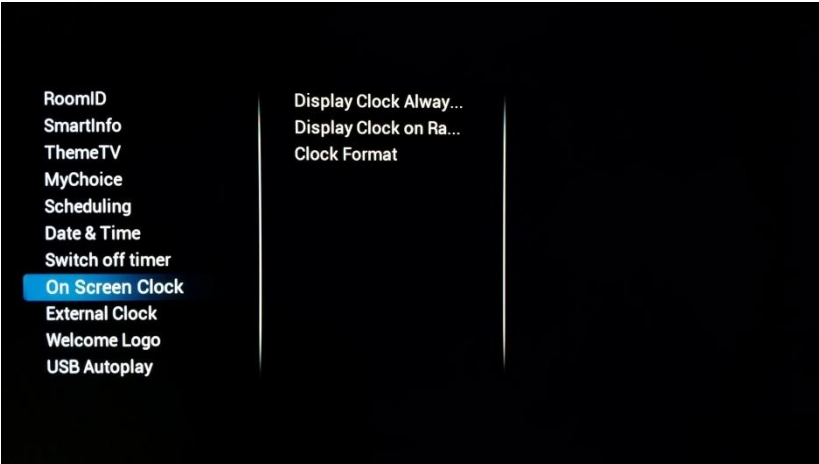 RoomID
SmartInfo
ThemeTV
MyChoice
Scheduling
Date & Time
Switch off timer
On Screen Clock
External Clock
Welcome Logo
USB Autoplay
Display Clock Alway...
Display Clock on Ra...
Clock Format